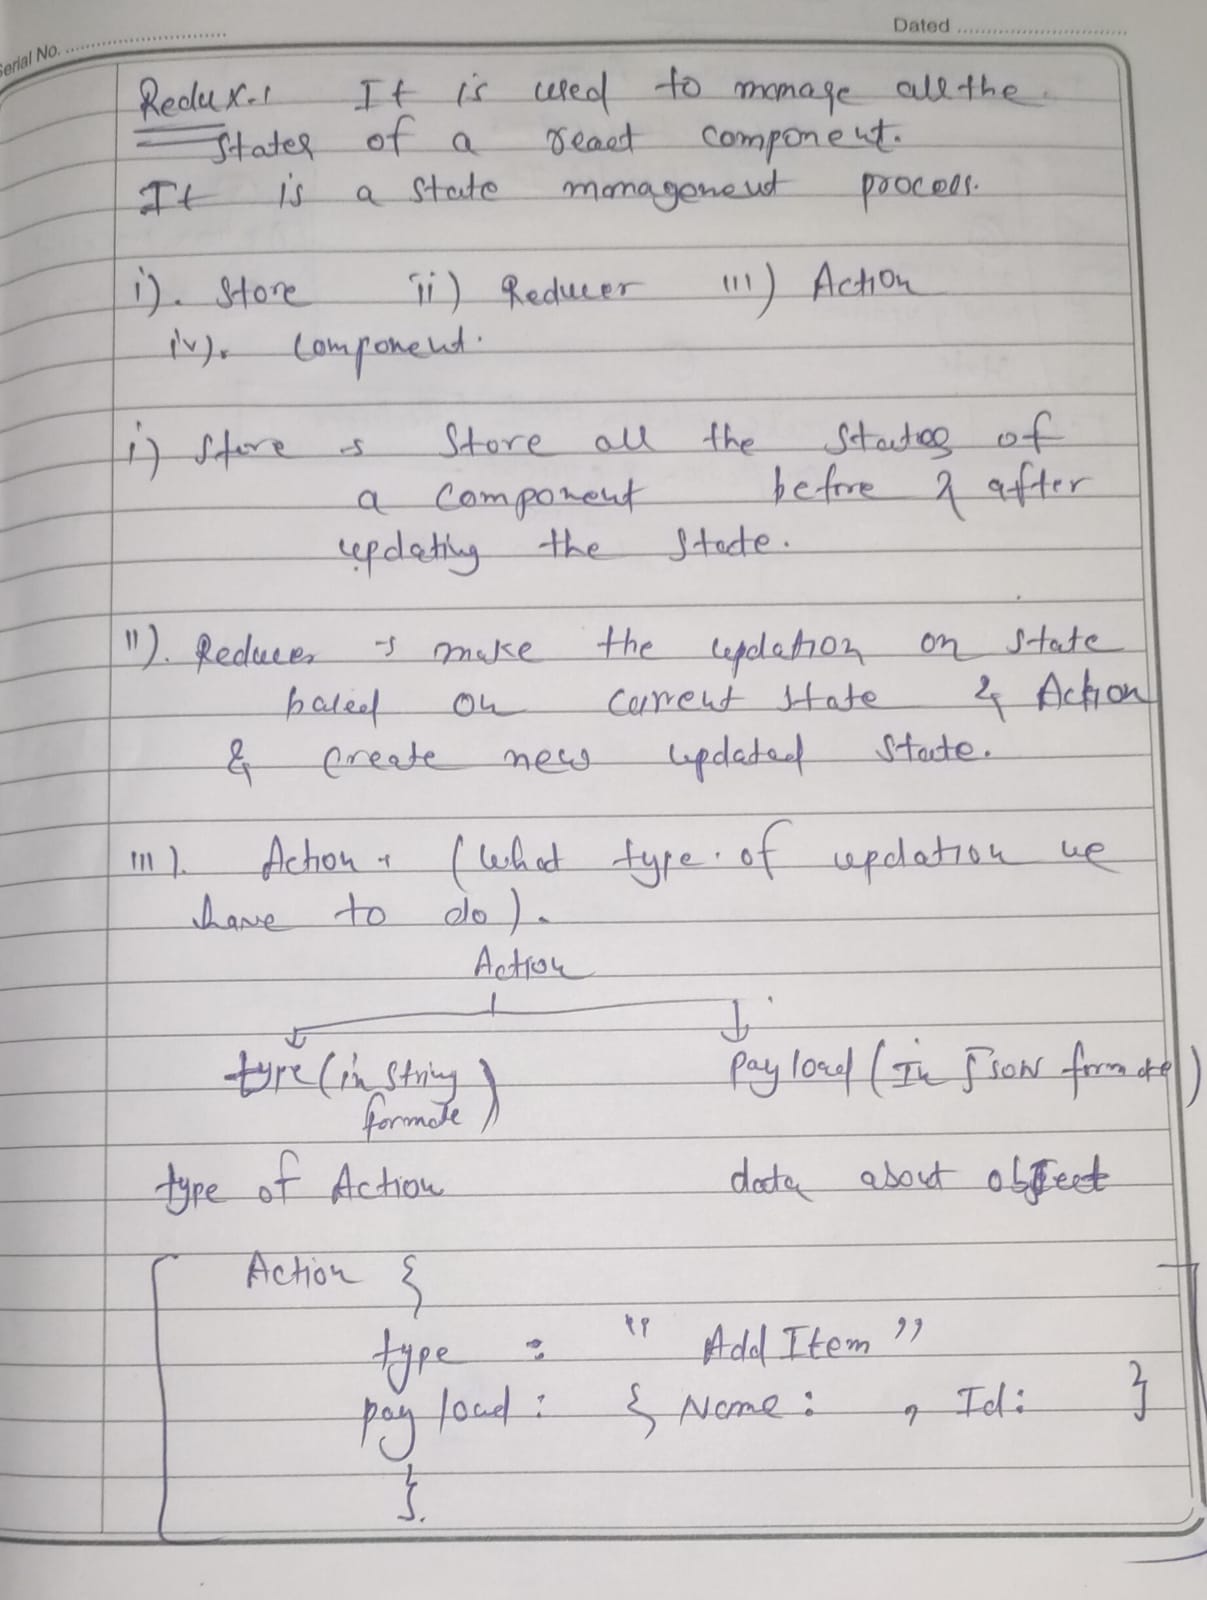 Serial No.
Dated
Redux.1 It is used to manage all the
States of a react component.
It is a state management process.
i). Store ii) Reducer iii) Action
iv). Component.
i) Store Store all the States of
a component before & after
updating the State.
ii). Reducer make the updation on state
based on current state & Action
& create new updated state.
iii). Action (what type of updation we
have to do).
Action
type (in string formate) payload (In Json formate)
type of Action data about object
Action {
type : " Add Item "
pay load : { Name : , Id : }
}.